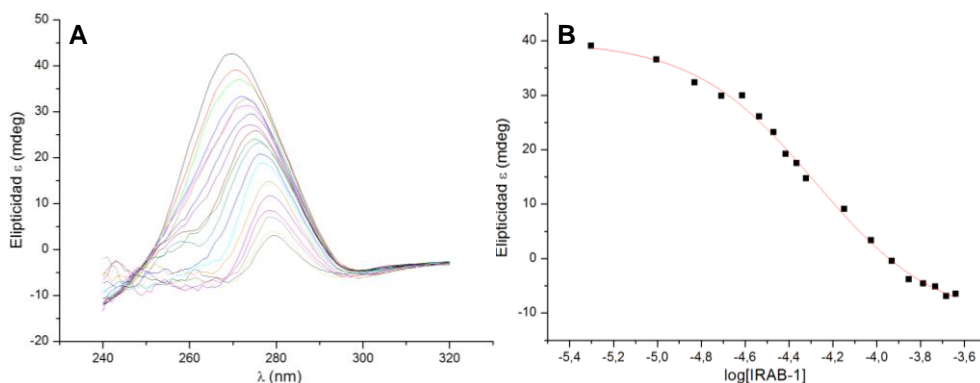 A
Elipticidad ε (mdeg)
50
40
30
20
10
0
-10
-20
240 260 280 300 320
λ (nm)
B
Elipticidad ε (mdeg)
40
30
20
10
0
-10
-5,4 -5,2 -5,0 -4,8 -4,6 -4,4 -4,2 -4,0 -3,8 -3,6
log[IRAB-1]